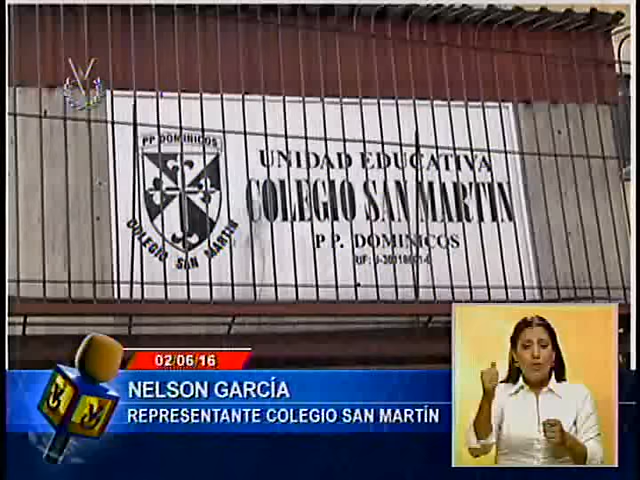 PP DOMINICOS
COLEGIO SAN MARTIN
UNIDAD EDUCATIVA
COLEGIO SAN MARTIN
PP. DOMINICOS
02/06/16
NELSON GARCÍA
REPRESENTANTE COLEGIO SAN MARTÍN